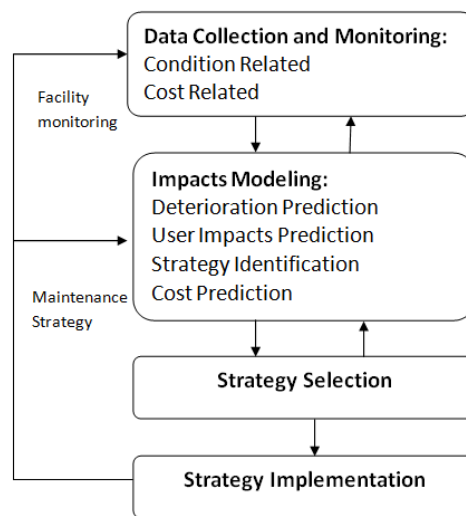 Data Collection and Monitoring:
Condition Related
Cost Related
Facility
monitoring
Impacts Modeling:
Deterioration Prediction
User Impacts Prediction
Strategy Identification
Cost Prediction
Maintenance
Strategy
Strategy Selection
Strategy Implementation